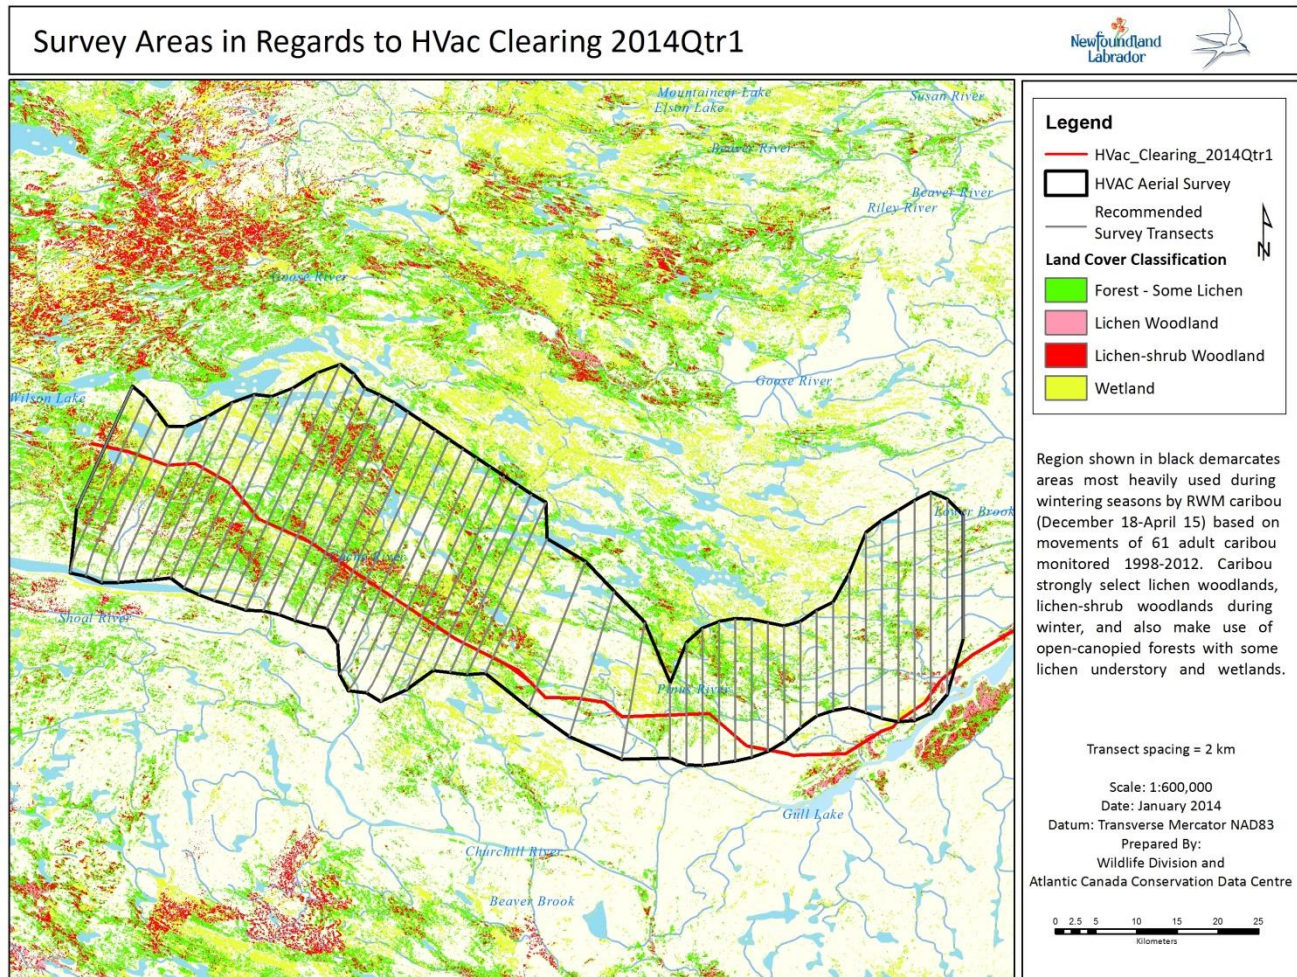 Survey Areas in Regards to HVac Clearing 2014Qtr1
Newfoundland
Labrador
Mountaineer Lake
Elson Lake
Susan River
Beaver River
Beaver River
Riley River
Goose River
Goose River
Wilson Lake
Lower Brook
Shoal River
Pinus River
Gull Lake
Churchill River
Beaver Brook
Legend
HVac_Clearing_2014Qtr1
HVAC Aerial Survey
Recommended
Survey Transects
N
Land Cover Classification
Forest - Some Lichen
Lichen Woodland
Lichen-shrub Woodland
Wetland
Region shown in black demarcates
areas most heavily used during
wintering seasons by RWM caribou
(December 18-April 15) based on
movements of 61 adult caribou
monitored 1998-2012. Caribou
strongly select lichen woodlands,
lichen-shrub woodlands during
winter, and also make use of
open-canopied forests with some
lichen understory and wetlands.
Transect spacing = 2 km
Scale: 1:600,000
Date: January 2014
Datum: Transverse Mercator NAD83
Prepared By:
Wildlife Division and
Atlantic Canada Conservation Data Centre
0 2.5 5 10 15 20 25
Kilometers